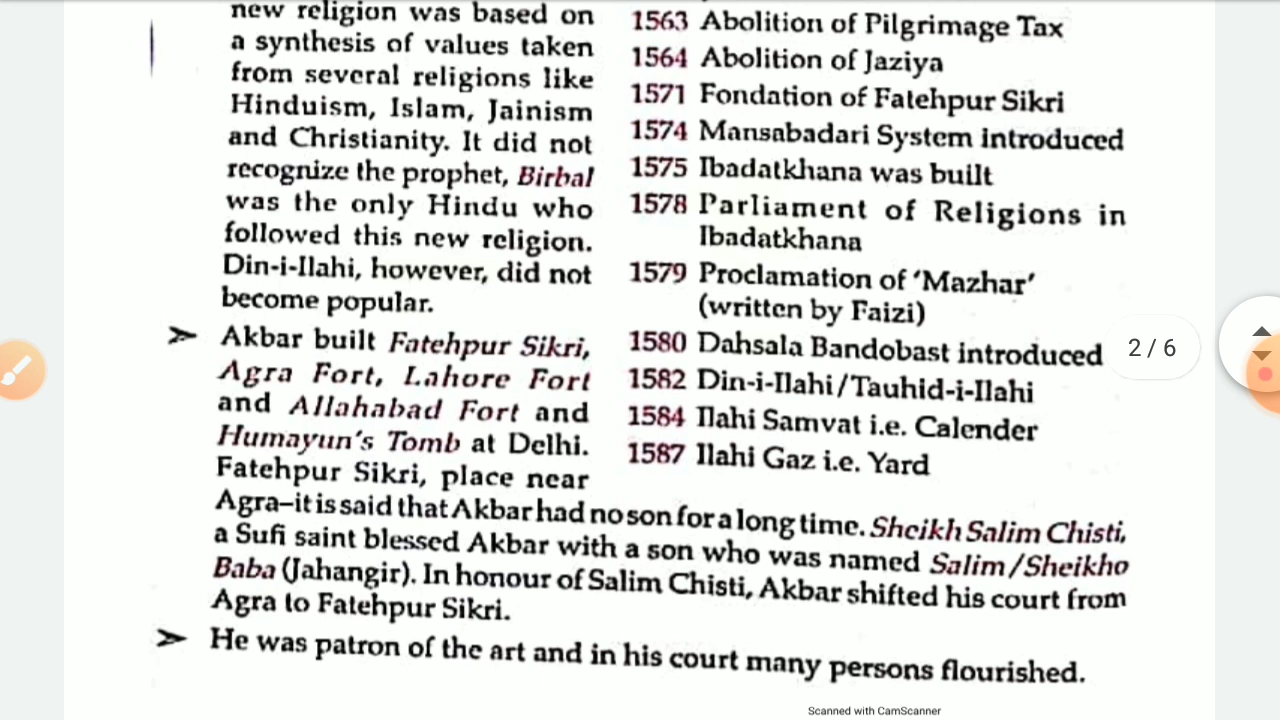 new religion was based on
a synthesis of values taken
from several religions like
Hinduism, Islam, Jainism
and Christianity. It did not
recognize the prophet, Birbal
was the only Hindu who
followed this new religion.
Din-i-Ilahi, however, did not
become popular.
➢ Akbar built Fatehpur Sikri,
Agra Fort, Lahore Fort
and Allahabad Fort and
Humayun's Tomb at Delhi.
Fatehpur Sikri, place near
1563 Abolition of Pilgrimage Tax
1564 Abolition of Jaziya
1571 Fondation of Fatehpur Sikri
1574 Mansabadari System introduced
1575 Ibadatkhana was built
1578 Parliament of Religions in
Ibadatkhana
1579 Proclamation of 'Mazhar'
(written by Faizi)
1580 Dahsala Bandobast introduced
1582 Din-i-Ilahi/Tauhid-i-Ilahi
1584 Ilahi Samvat i.e. Calender
1587 Ilahi Gaz i.e. Yard
Agra–it is said that Akbar had no son for a long time. Sheikh Salim Chisti,
a Sufi saint blessed Akbar with a son who was named Salim/Sheikho
Baba (Jahangir). In honour of Salim Chisti, Akbar shifted his court from
Agra to Fatehpur Sikri.
➢ He was patron of the art and in his court many persons flourished.
2 / 6
Scanned with CamScanner